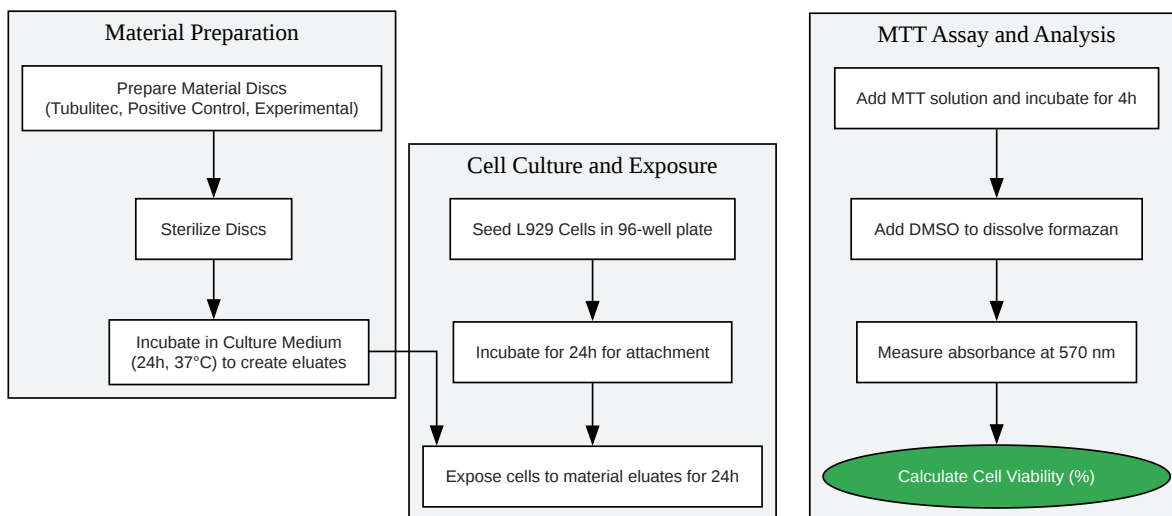 Material Preparation
Prepare Material Discs
(Tubulitec, Positive Control, Experimental)
Sterilize Discs
Incubate in Culture Medium
(24h, 37°C) to create eluates
Cell Culture and Exposure
Seed L929 Cells in 96-well plate
Incubate for 24h for attachment
Expose cells to material eluates for 24h
MTT Assay and Analysis
Add MTT solution and incubate for 4h
Add DMSO to dissolve formazan
Measure absorbance at 570 nm
Calculate Cell Viability (%)